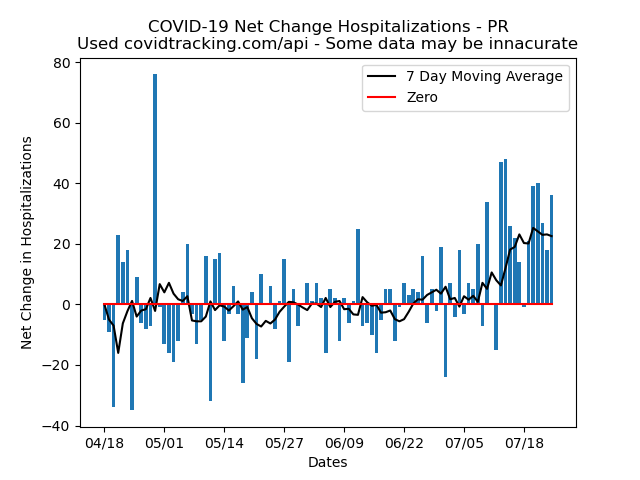 COVID-19 Net Change Hospitalizations - PR
Used covidtracking.com/api - Some data may be innacurate
7 Day Moving Average
Zero
Net Change in Hospitalizations
80
60
40
20
0
−20
−40
04/18 05/01 05/14 05/27 06/09 06/22 07/05 07/18
Dates